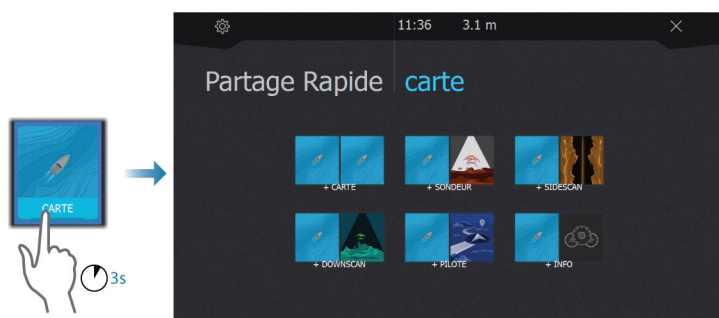 11:36 3.1 m
Partage Rapide carte
+ CARTE + SONDEUR + SIDESCAN
CARTE
+ DOWNSCAN + PILOTE + INFO
3s